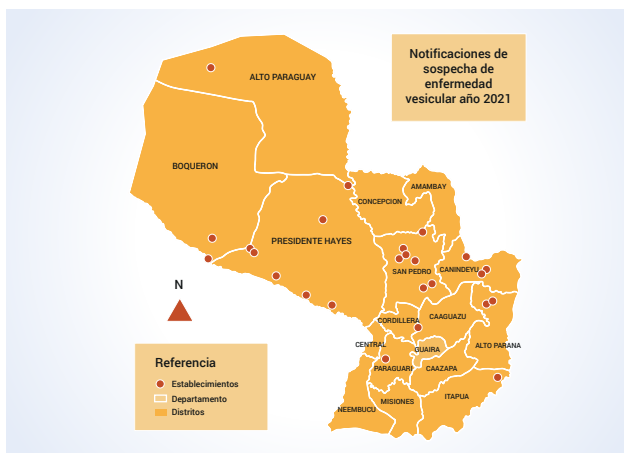 Notificaciones de
sospecha de
enfermedad
vesicular año 2021
ALTO PARAGUAY
BOQUERON
AMAMBAY
CONCEPCION
PRESIDENTE HAYES
SAN PEDRO
CANINDEYU
N
CORDILLERA
CAAGUAZU
CENTRAL
GUAIRA
ALTO PARANA
PARAGUARI
CAAZAPA
ITAPUA
MISIONES
NEEMBUCU
Referencia
Establecimientos
Departamento
Distritos